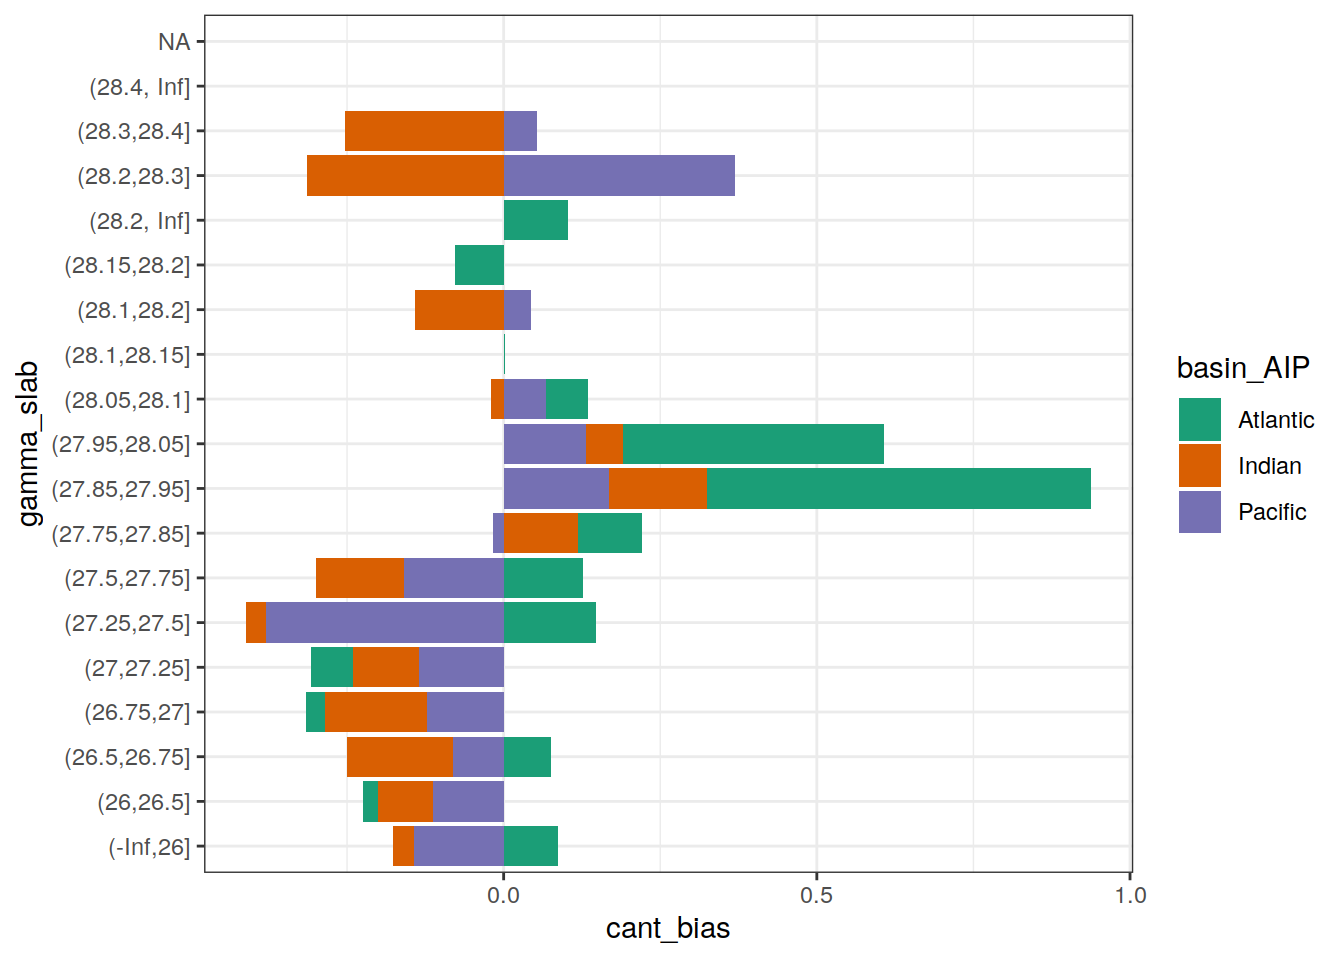 NA
(28.4, Inf]
(28.3,28.4]
(28.2,28.3]
(28.2, Inf]
(28.15,28.2]
(28.1,28.2]
(28.1,28.15]
(28.05,28.1]
(27.95,28.05]
(27.85,27.95]
(27.75,27.85]
(27.5,27.75]
(27.25,27.5]
(27,27.25]
(26.75,27]
(26.5,26.75]
(26,26.5]
(-Inf,26]
gamma_slab
0.0 0.5 1.0
cant_bias
basin_AIP
Atlantic
Indian
Pacific